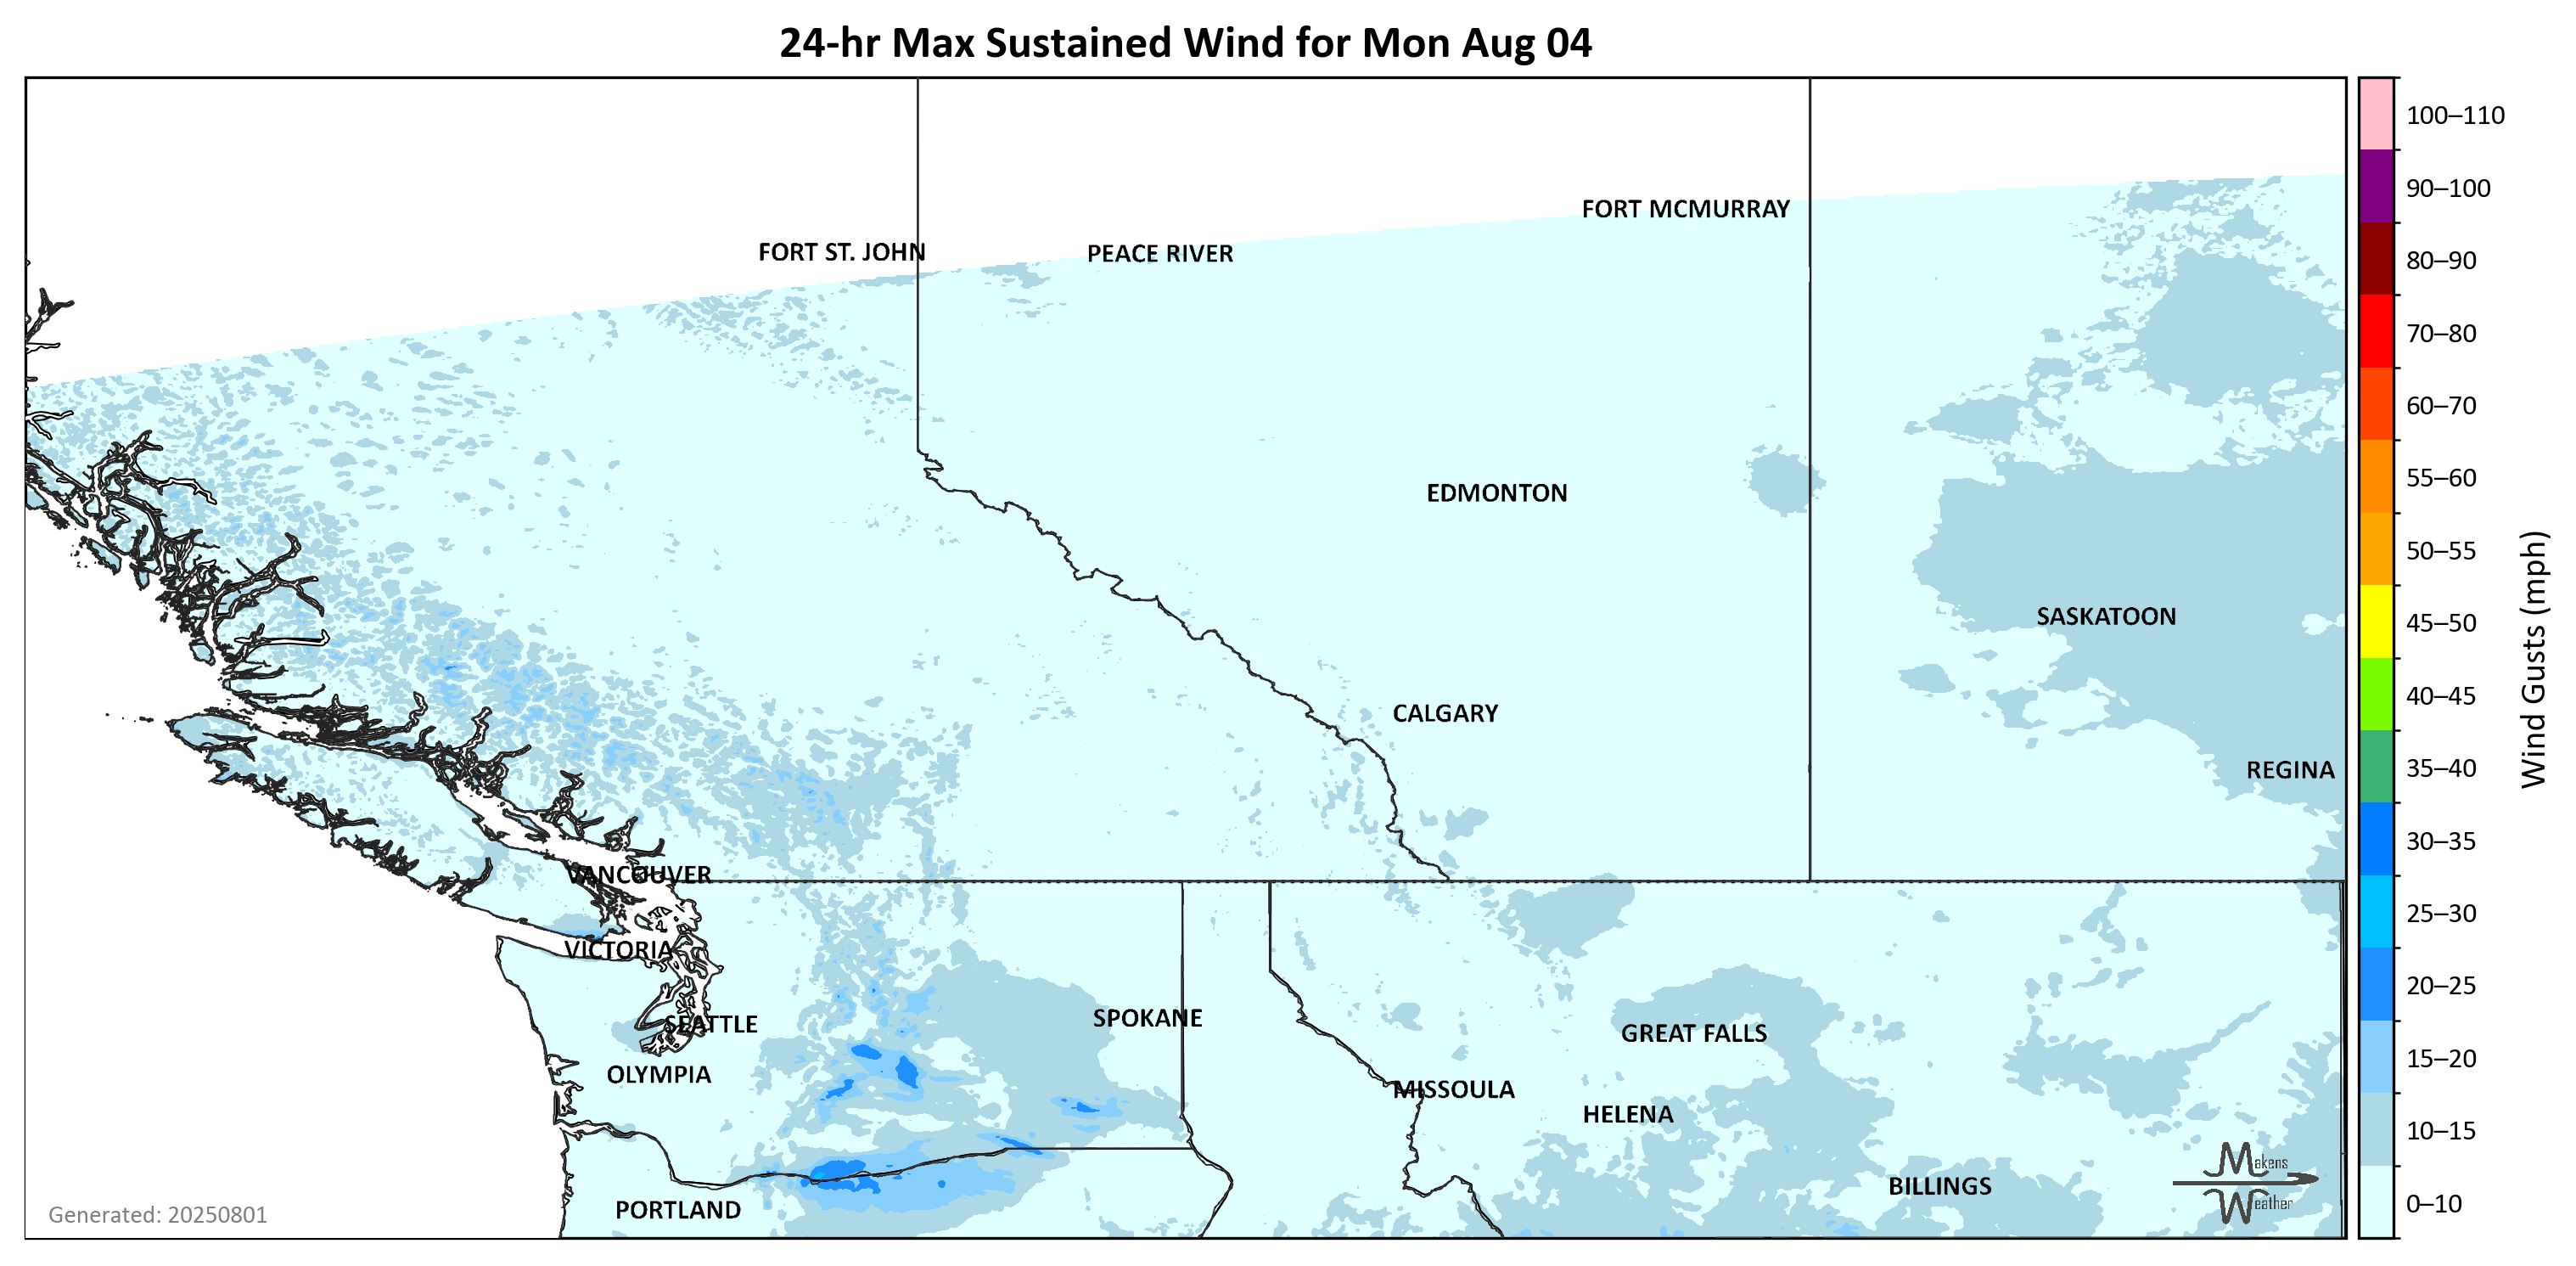 24-hr Max Sustained Wind for Mon Aug 04
FORT MCMURRAY
FORT ST. JOHN
PEACE RIVER
EDMONTON
SASKATOON
CALGARY
REGINA
VANCOUVER
VICTORIA
SEATTLE
SPOKANE
GREAT FALLS
OLYMPIA
MISSOULA
HELENA
BILLINGS
PORTLAND
Makens
Weather
Generated: 20250801
100–110
90–100
80–90
70–80
60–70
55–60
50–55
45–50
40–45
35–40
30–35
25–30
20–25
15–20
10–15
0–10
Wind Gusts (mph)